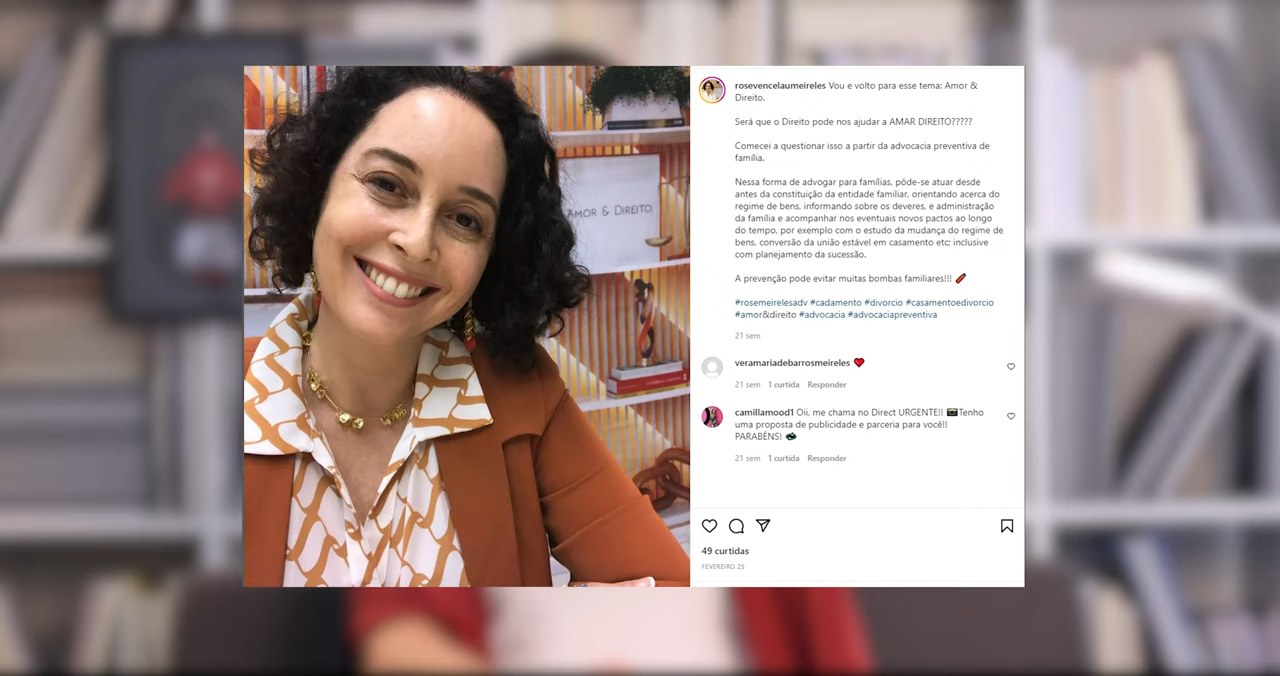 AMOR & DIREITO
rosevencelaumeireles Vou e volto para esse tema: Amor &
Direito.
Será que o Direito pode nos ajudar a AMAR DIREITO?????
Comecei a questionar isso a partir da advocacia preventiva de
família.
Nessa forma de advogar para famílias, pôde-se atuar desde
antes da constituição da entidade familiar, orientando acerca do
regime de bens, informando sobre os deveres, e administração
da família e acompanhar nos eventuais novos pactos ao longo
do tempo, por exemplo com o estudo da mudança do regime de
bens, conversão da união estável em casamento etc; inclusive
com planejamento da sucessão.
A prevenção pode evitar muitas bombas familiares!!! 🧨
#rosemeirelesadv #cadamento #divorcio #casamentoedivorcio
#amor&direito #advocacia #advocaciapreventiva
21 sem
veramariadebarrosmeireles ❤️
21 sem 1 curtida Responder
camillamood1 Oii, me chama no Direct URGENTE!! 📸Tenho
uma proposta de publicidade e parceria para você!!
PARABÉNS!
21 sem 1 curtida Responder
49 curtidas
FEVEREIRO 25